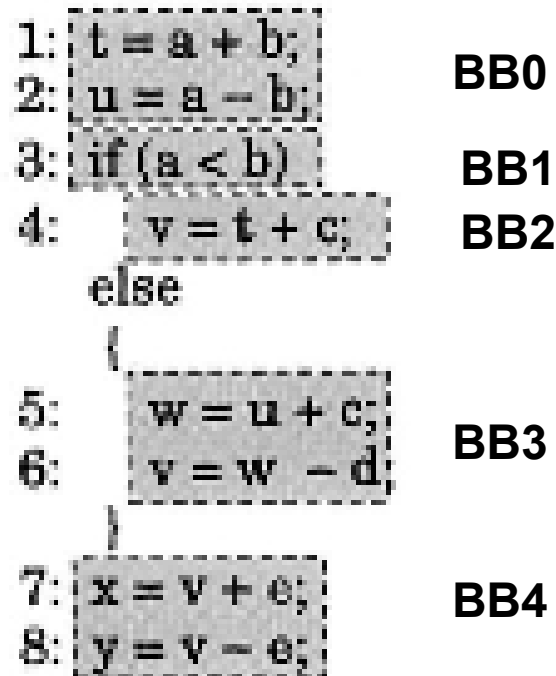 1: t = a + b;
2: u = a – b; BB0
3: if (a < b) BB1
4: v = t + c; BB2
else
{
5: w = u + c;
6: v = w – d; BB3
}
7: x = v + e; BB4
8: y = v – e;